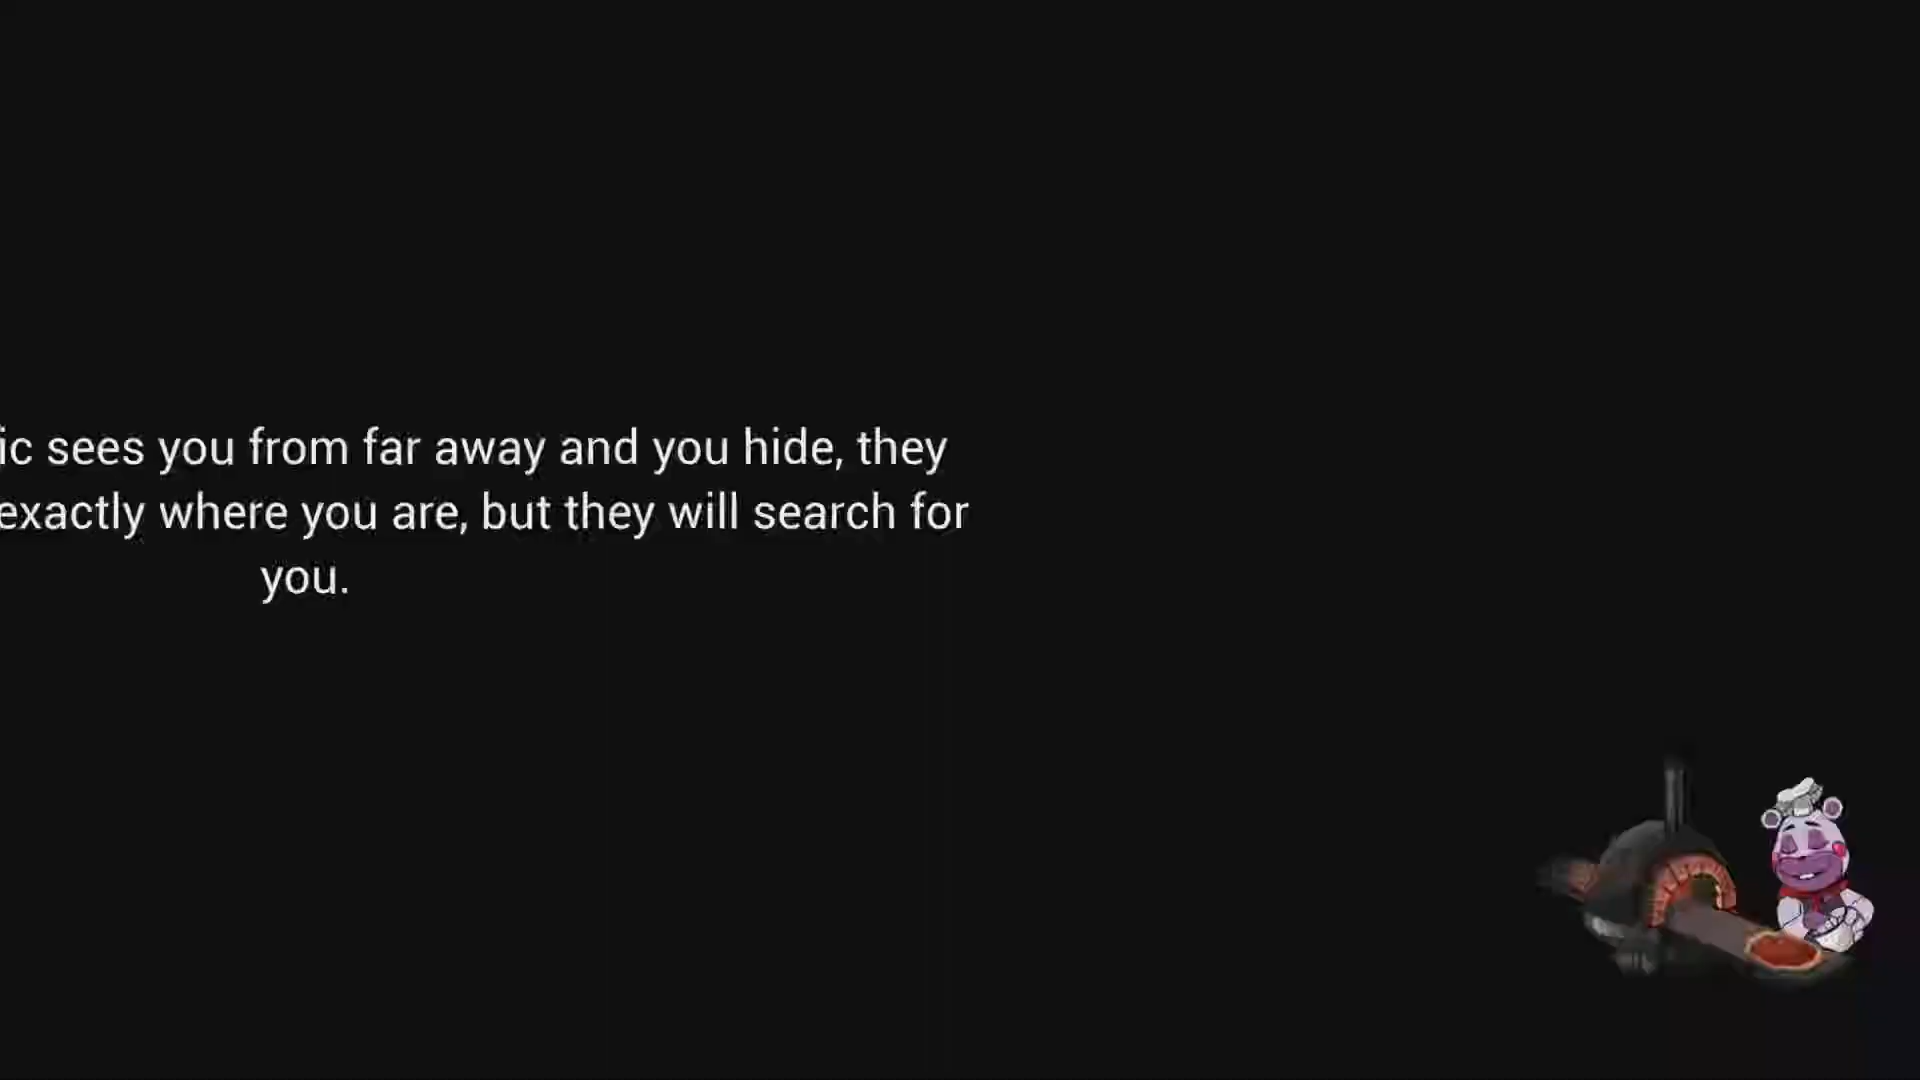 ic sees you from far away and you hide, they
exactly where you are, but they will search for
you.